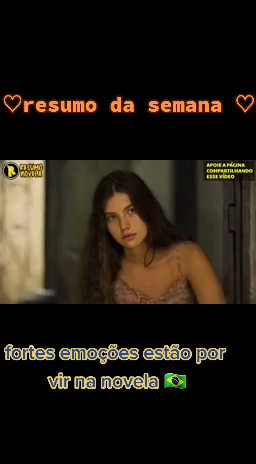 ♡resumo da semana ♡
RESUMO
NOVELA
APOIE A PÁGINA
COMPARTILHANDO
ESSE VÍDEO
fortes emoções estão por
vir na novela 🇧🇷